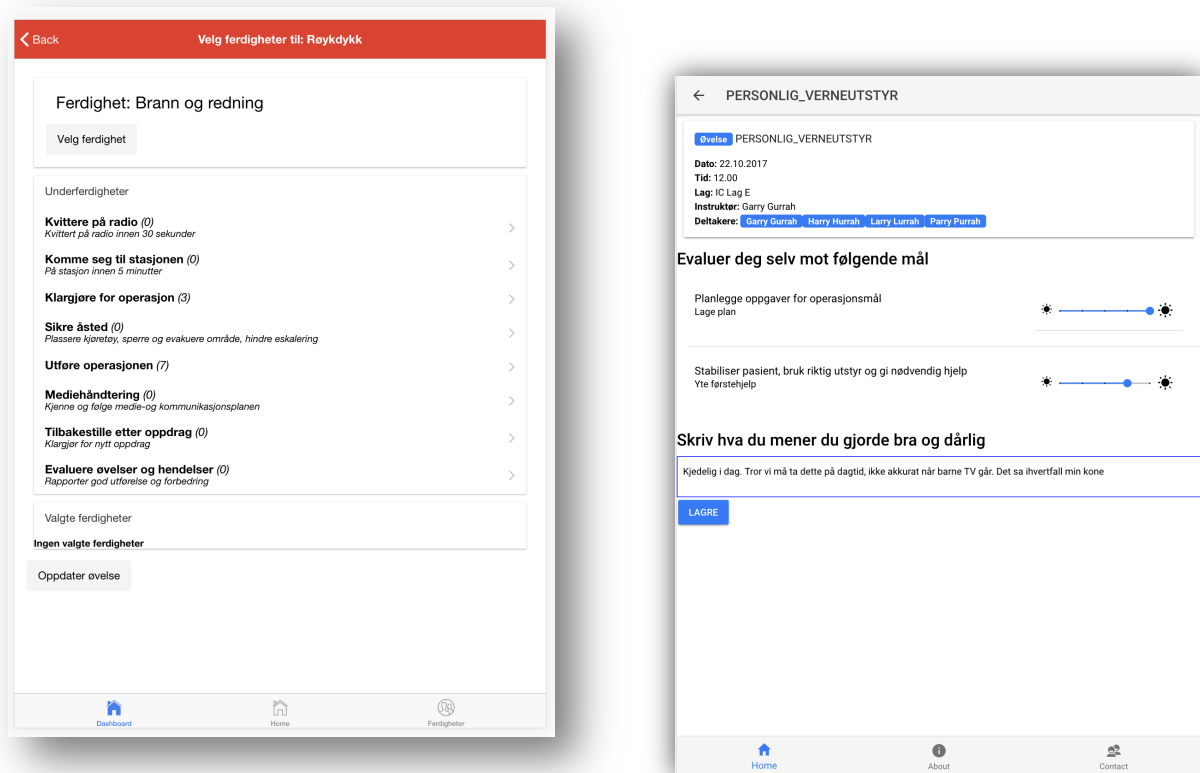 Back
Velg ferdigheter til: Røykdykk
Ferdighet: Brann og redning
Velg ferdighet
Underferdigheter
Kvittere på radio (0)
Kvittert på radio innen 30 sekunder
Komme seg til stasjonen (0)
På stasjon innen 5 minutter
Klargjøre for operasjon (3)
Sikre åsted (0)
Plassere kjøretøy, sperre og evakuere område, hindre eskalering
Utføre operasjonen (7)
Mediehåndtering (0)
Kjenne og følge medie-og kommunikasjonsplanen
Tilbakestille etter oppdrag (0)
Klargjør for nytt oppdrag
Evaluere øvelser og hendelser (0)
Rapporter god utførelse og forbedring
Valgte ferdigheter
Ingen valgte ferdigheter
Oppdater øvelse
Dashboard Home Ferdigheter
PERSONLIG_VERNEUTSTYR
Øvelse PERSONLIG_VERNEUTSTYR
Dato: 22.10.2017
Tid: 12.00
Lag: IC Lag E
Instruktør: Garry Gurrah
Deltakere: Garry Gurrah Harry Hurrah Larry Lurrah Parry Purrah
Evaluer deg selv mot følgende mål
Planlegge oppgaver for operasjonsmål
Lage plan
Stabiliser pasient, bruk riktig utstyr og gi nødvendig hjelp
Yte førstehjelp
Skriv hva du mener du gjorde bra og dårlig
Kjedelig i dag. Tror vi må ta dette på dagtid, ikke akkurat når barne TV går. Det sa ihvertfall min kone
LAGRE
Home About Contact